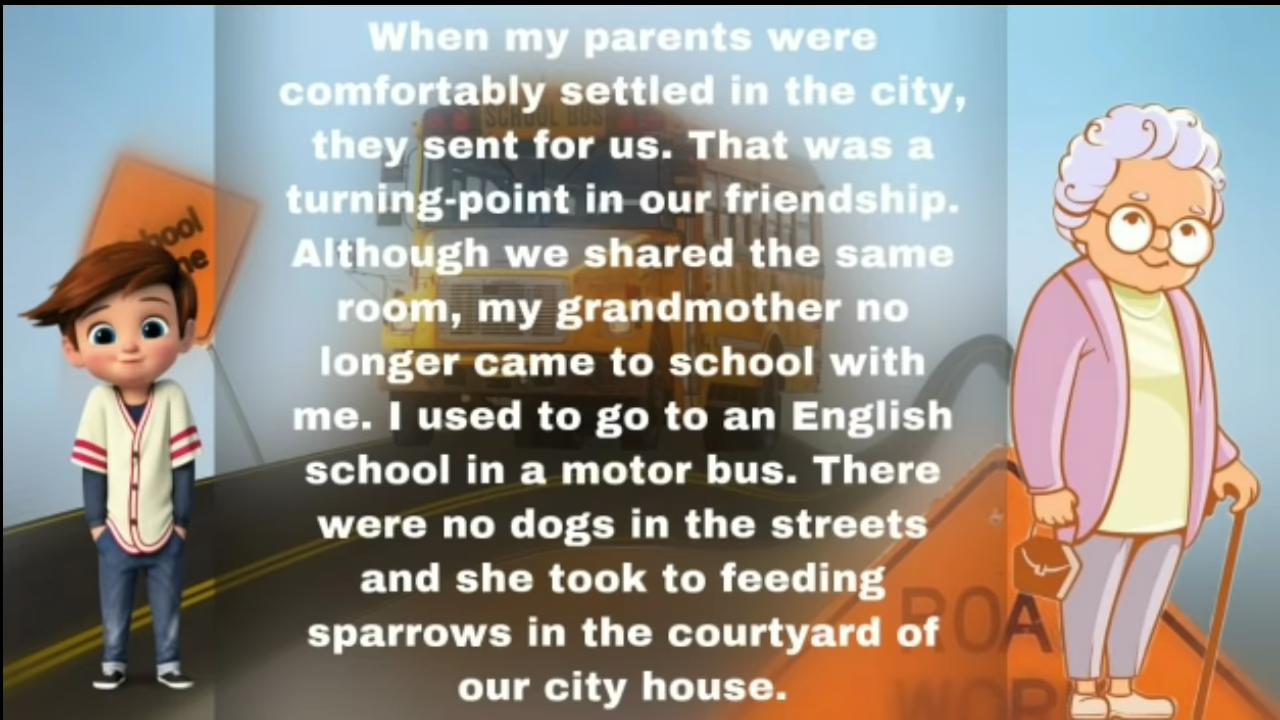 When my parents were
comfortably settled in the city,
they sent for us. That was a
turning-point in our friendship.
Although we shared the same
room, my grandmother no
longer came to school with
me. I used to go to an English
school in a motor bus. There
were no dogs in the streets
and she took to feeding
sparrows in the courtyard of
our city house.
SCHOOL BUS